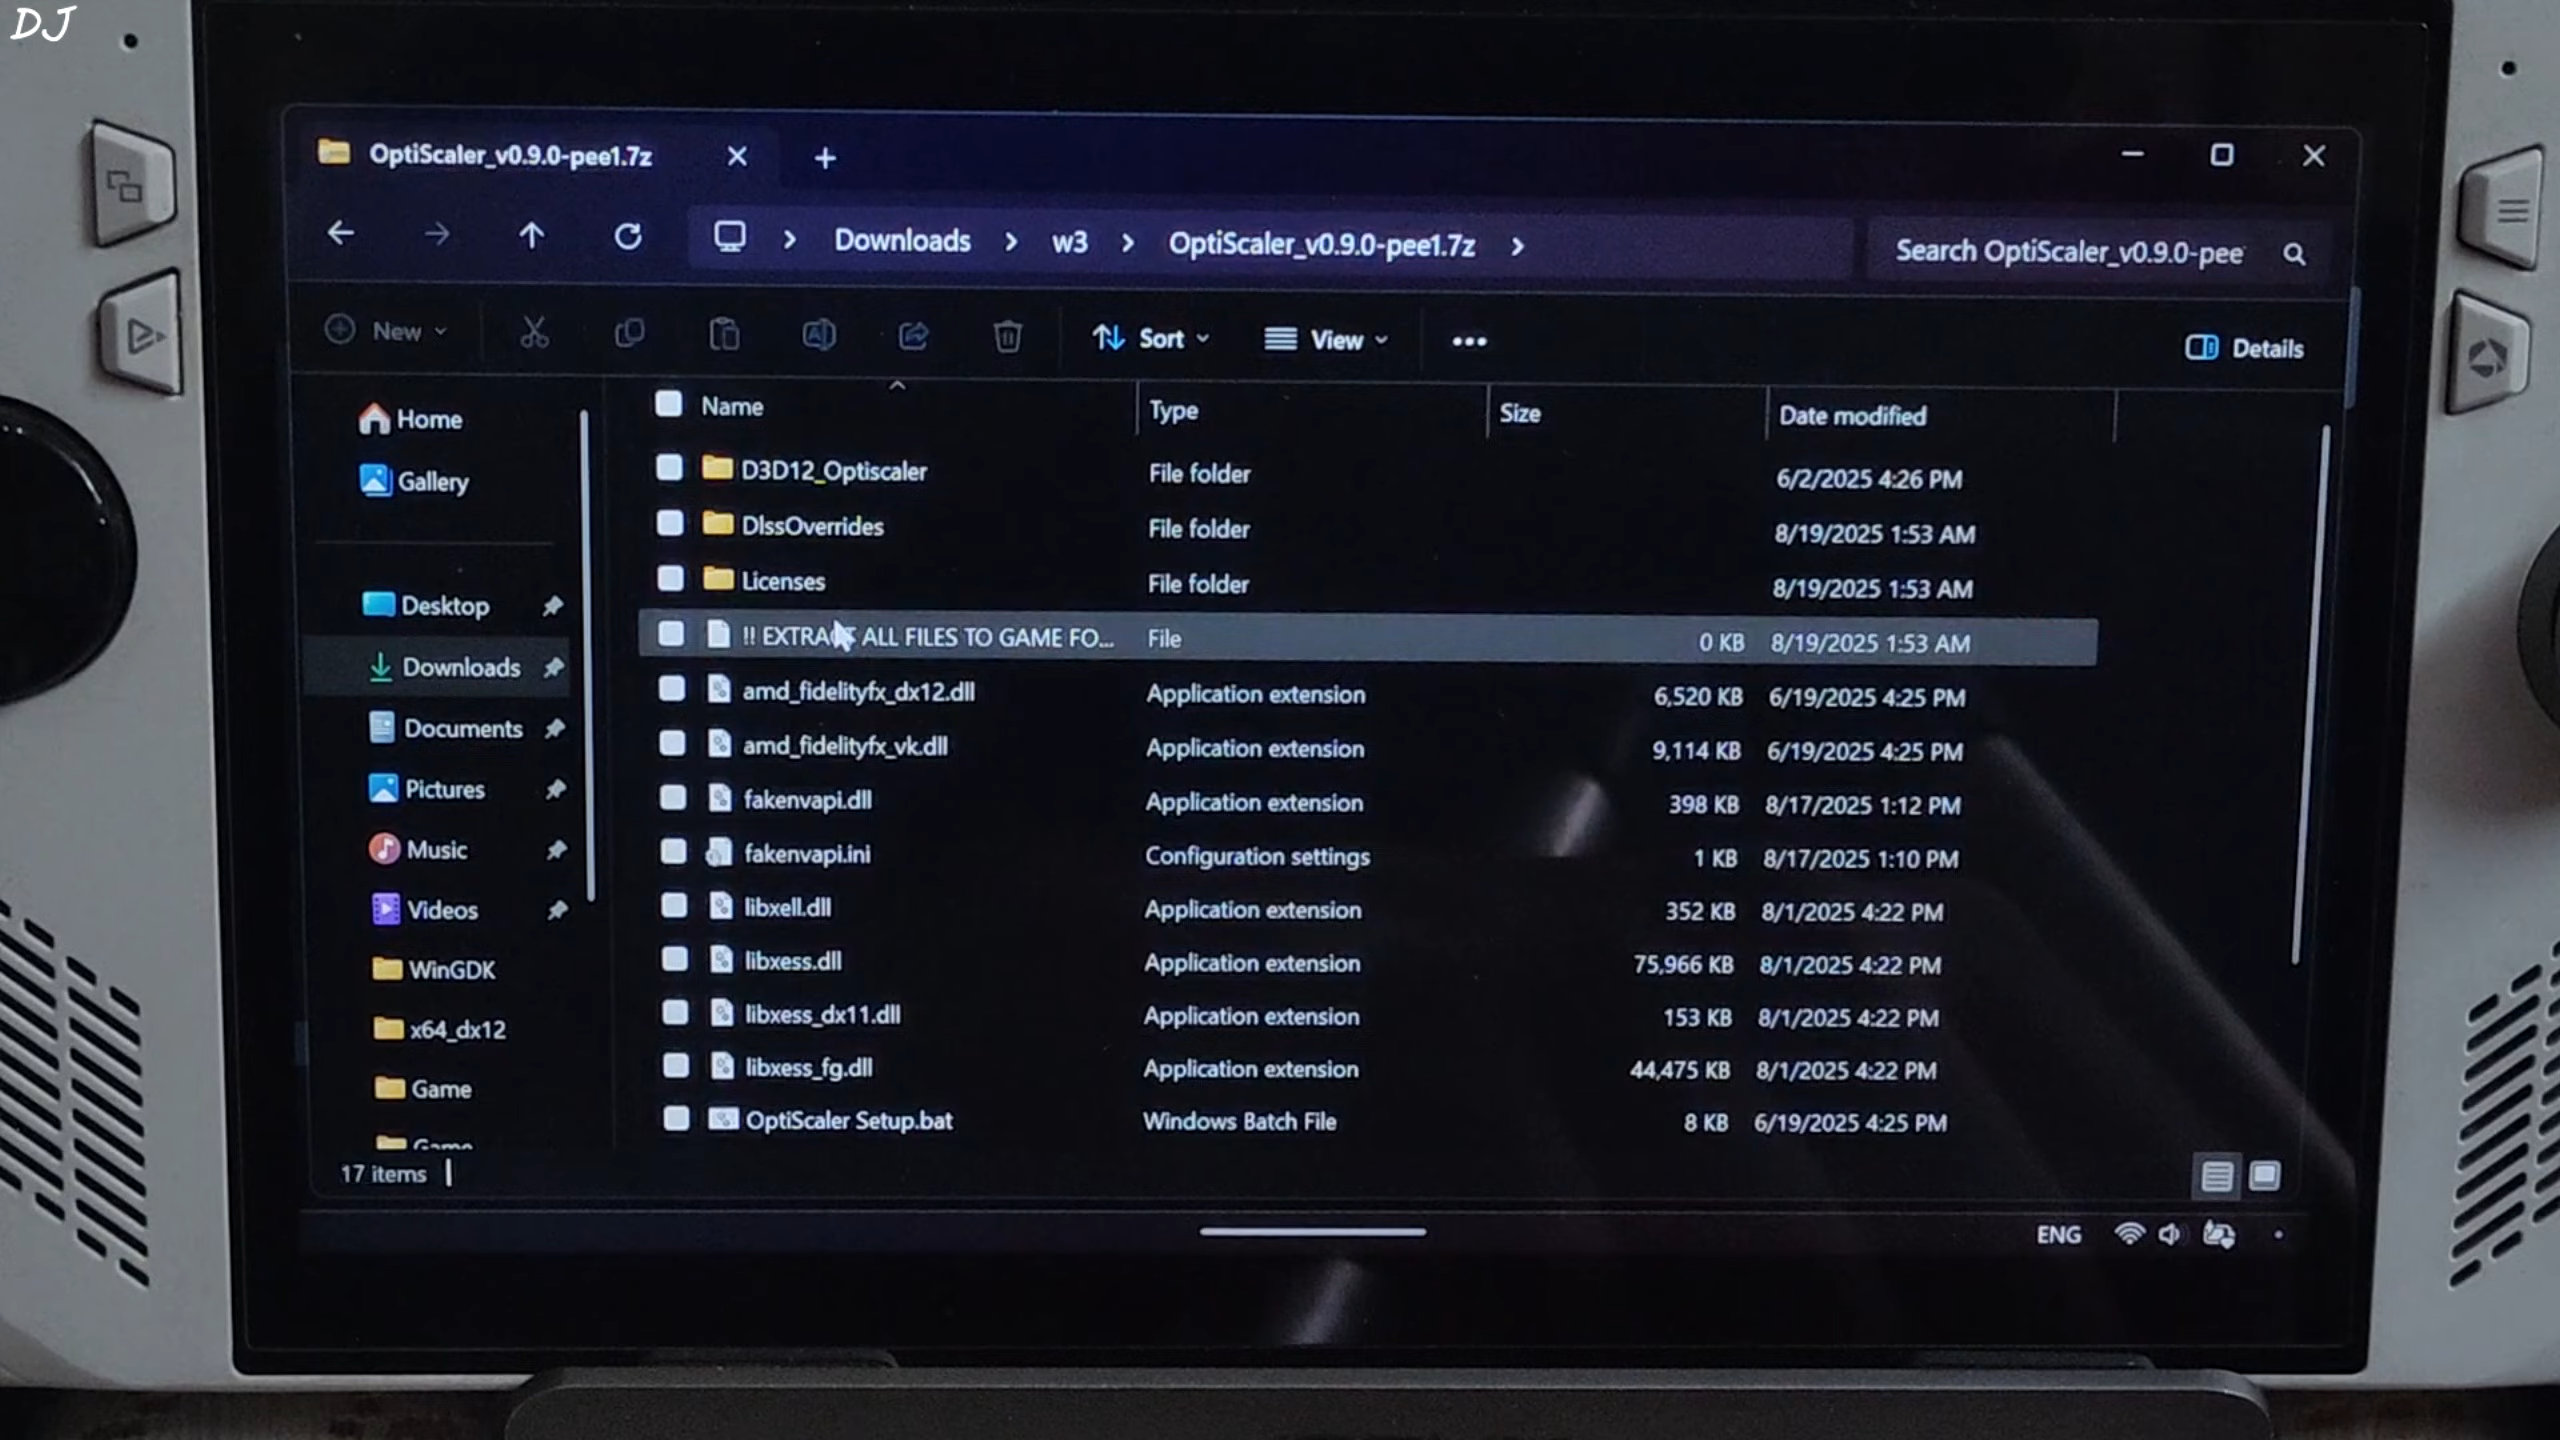 DJ
OptiScaler_v0.9.0-pee1.7z
Downloads > w3 > OptiScaler_v0.9.0-pee1.7z >
Search OptiScaler_v0.9.0-pee
New
Sort
View
Details
Name Type Size Date modified
Home
Gallery
Desktop
Downloads
Documents
Pictures
Music
Videos
WinGDK
x64_dx12
Game
Game
D3D12_Optiscaler File folder 6/2/2025 4:26 PM
DlssOverrides File folder 8/19/2025 1:53 AM
Licenses File folder 8/19/2025 1:53 AM
!! EXTRACT ALL FILES TO GAME FO... File 0 KB 8/19/2025 1:53 AM
amd_fidelityfx_dx12.dll Application extension 6,520 KB 6/19/2025 4:25 PM
amd_fidelityfx_vk.dll Application extension 9,114 KB 6/19/2025 4:25 PM
fakenvapi.dll Application extension 398 KB 8/17/2025 1:12 PM
fakenvapi.ini Configuration settings 1 KB 8/17/2025 1:10 PM
libxell.dll Application extension 352 KB 8/1/2025 4:22 PM
libxess.dll Application extension 75,966 KB 8/1/2025 4:22 PM
libxess_dx11.dll Application extension 153 KB 8/1/2025 4:22 PM
libxess_fg.dll Application extension 44,475 KB 8/1/2025 4:22 PM
OptiScaler Setup.bat Windows Batch File 8 KB 6/19/2025 4:25 PM
17 items
ENG